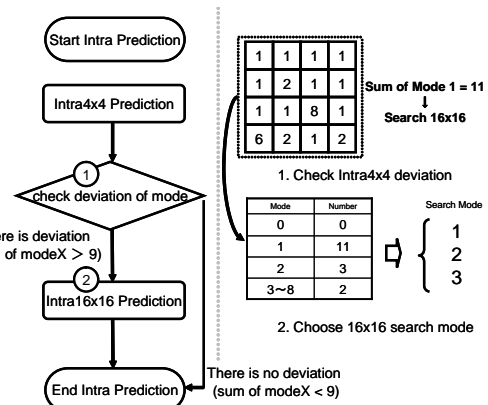 Start Intra Prediction
Intra4x4 Prediction
1
check deviation of mode
ere is deviation
of modeX > 9)
2
Intra16x16 Prediction
End Intra Prediction
There is no deviation
(sum of modeX < 9)
1 1 1 1
1 2 1 1
1 1 8 1
6 2 1 2
Sum of Mode 1 = 11
↓
Search 16x16
1. Check Intra4x4 deviation
Mode Number
0 0
1 11
2 3
3~8 2
Search Mode
1
2
3
2. Choose 16x16 search mode